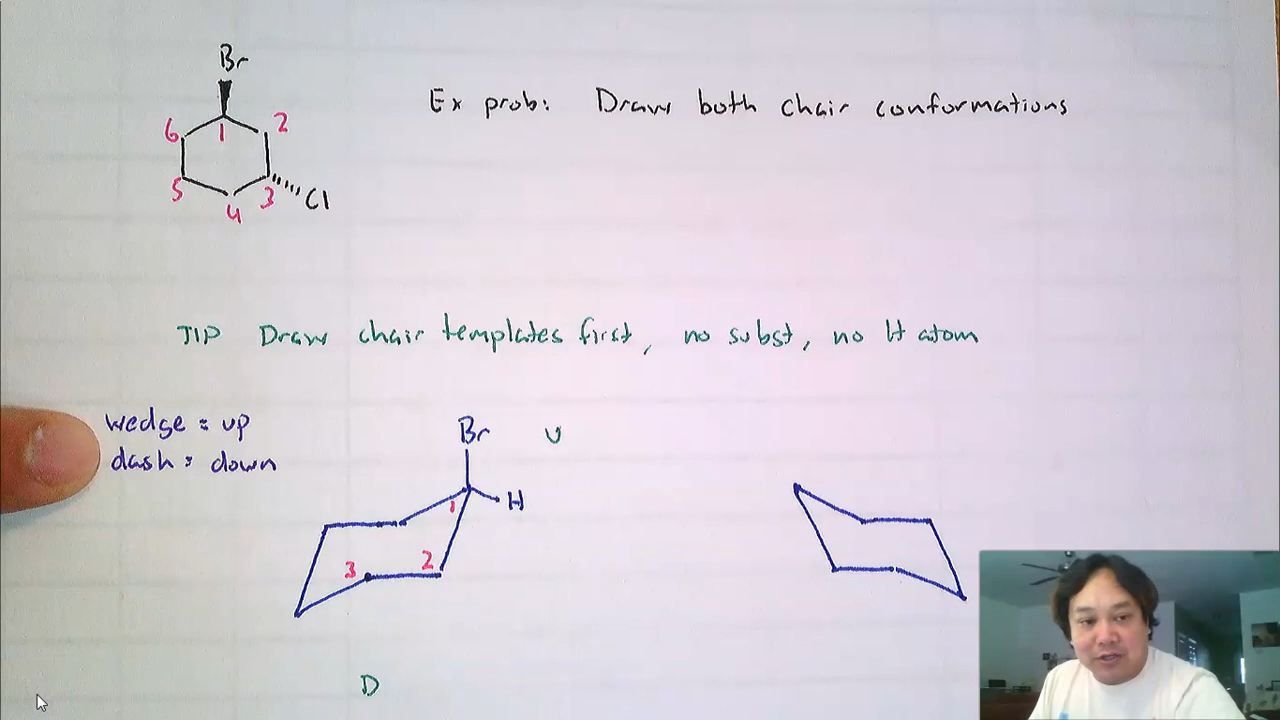 Br
Ex prob: Draw both chair conformations
6 1 2
5 4 3 Cl
TIP Draw chair templates first, no subst, no H atom
wedge = up
dash = down
Br U
1 H
3 2
D